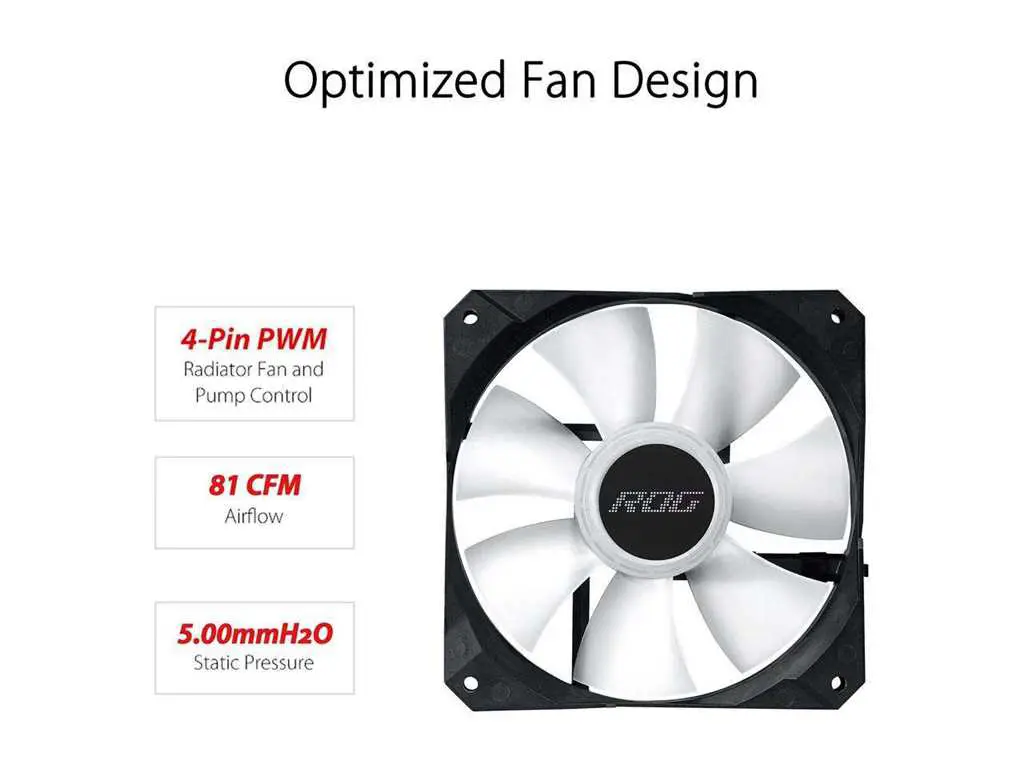 Optimized Fan Design
4-Pin PWM
Radiator Fan and
Pump Control
81 CFM
Airflow
5.00mmH2O
Static Pressure
ROG